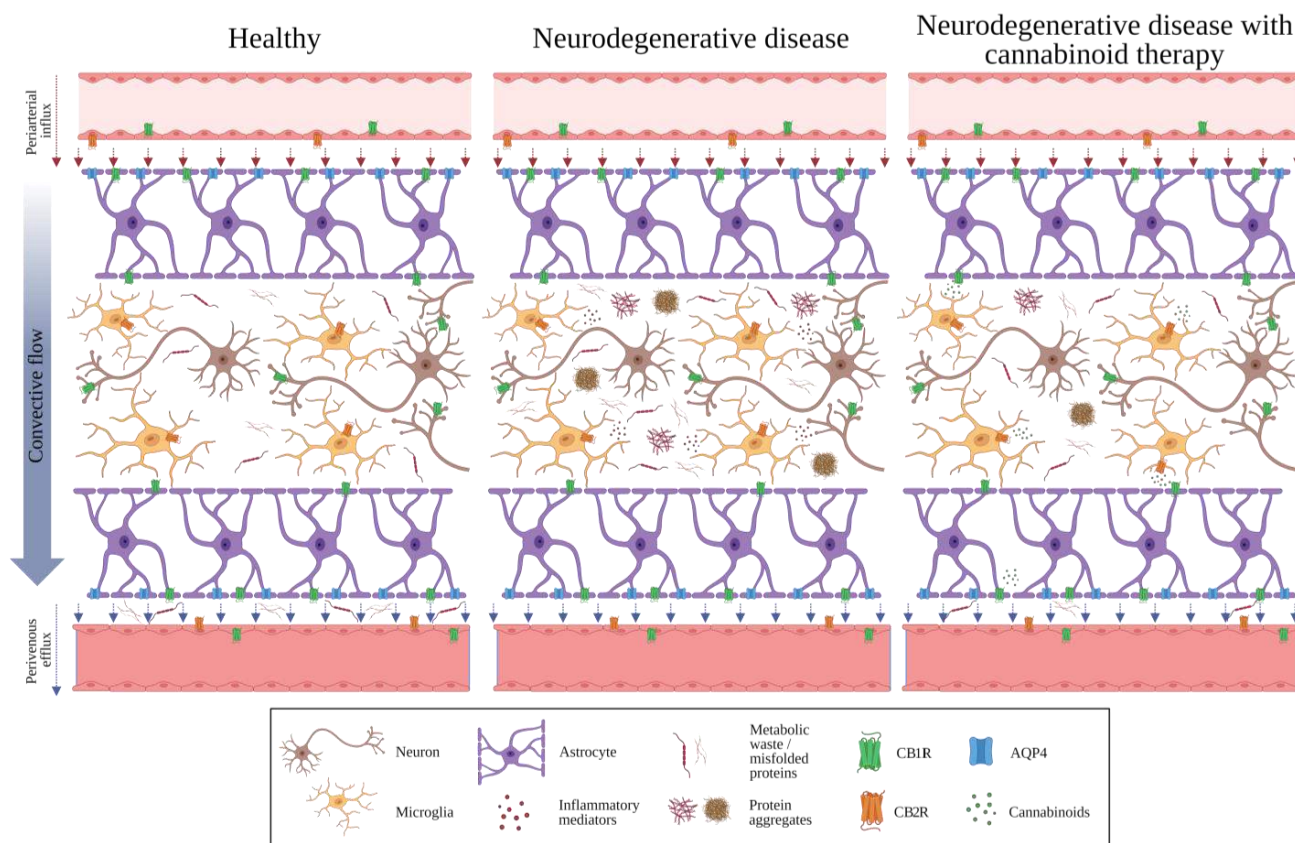 Healthy
Neurodegenerative disease
Neurodegenerative disease with
cannabinoid therapy
Periarterial
influx
Convective flow
Perivenous
efflux
Neuron
Astrocyte
Metabolic
waste /
misfolded
proteins
CB1R
AQP4
Microglia
Inflammatory
mediators
Protein
aggregates
CB2R
Cannabinoids